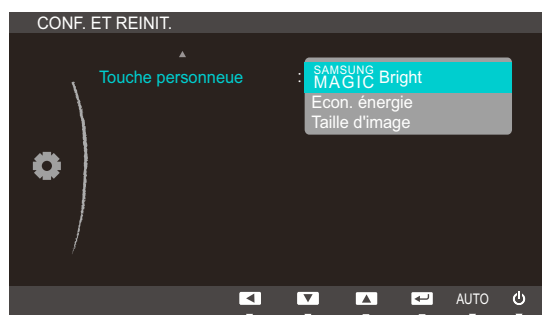 CONF. ET REINIT.
Touche personneue : SAMSUNG MAGIC Bright
Econ. énergie
Taille d'image
AUTO